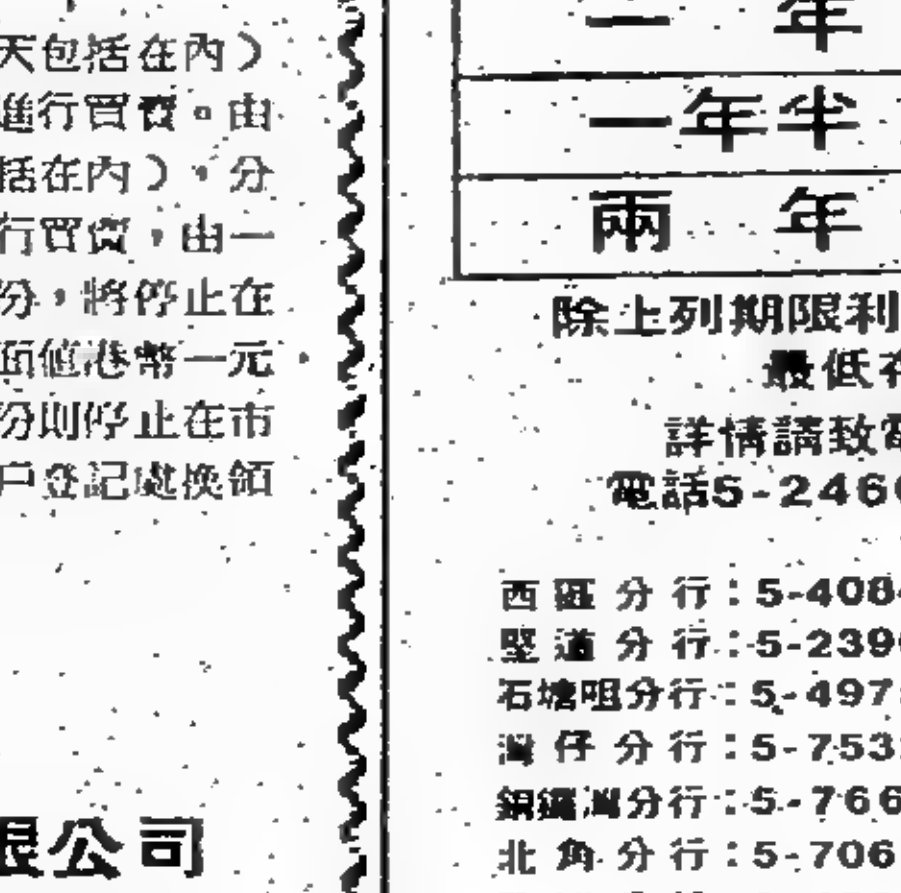 天包括在內）
進行買賣。由
括在內），分
行買賣，由一
份，將停止在
面值港幣一元
份則停止在市
戶登記處換領
限公司
一年半
兩年
除上列期限利
最低存
詳情請致電
電話5-246
西區分行：5-408
堅道分行：5-239
石塘咀分行：5-497
灣仔分行：5-753
銅鑼灣分行：5-766
北角分行：5-706